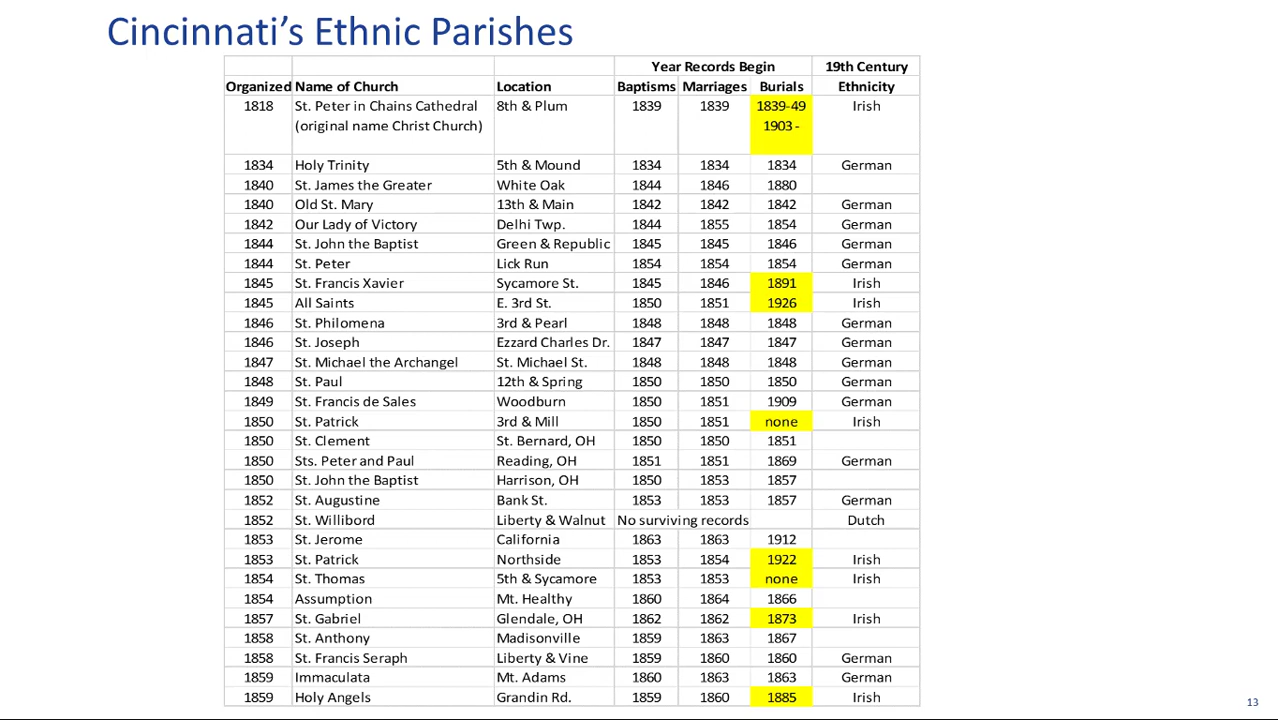 Cincinnati's Ethnic Parishes
Year Records Begin 19th Century
Organized Name of Church Location Baptisms Marriages Burials Ethnicity
1818 St. Peter in Chains Cathedral 8th & Plum 1839 1839 1839-49 Irish
(original name Christ Church) 1903 -
1834 Holy Trinity 5th & Mound 1834 1834 1834 German
1840 St. James the Greater White Oak 1844 1846 1880
1840 Old St. Mary 13th & Main 1842 1842 1842 German
1842 Our Lady of Victory Delhi Twp. 1844 1855 1854 German
1844 St. John the Baptist Green & Republic 1845 1845 1846 German
1844 St. Peter Lick Run 1854 1854 1854 German
1845 St. Francis Xavier Sycamore St. 1845 1846 1891 Irish
1845 All Saints E. 3rd St. 1850 1851 1926 Irish
1846 St. Philomena 3rd & Pearl 1848 1848 1848 German
1846 St. Joseph Ezzard Charles Dr. 1847 1847 1847 German
1847 St. Michael the Archangel St. Michael St. 1848 1848 1848 German
1848 St. Paul 12th & Spring 1850 1850 1850 German
1849 St. Francis de Sales Woodburn 1850 1851 1909 German
1850 St. Patrick 3rd & Mill 1850 1851 none Irish
1850 St. Clement St. Bernard, OH 1850 1850 1851
1850 Sts. Peter and Paul Reading, OH 1851 1851 1869 German
1850 St. John the Baptist Harrison, OH 1850 1853 1857
1852 St. Augustine Bank St. 1853 1853 1857 German
1852 St. Willibord Liberty & Walnut No surviving records Dutch
1853 St. Jerome California 1863 1863 1912
1853 St. Patrick Northside 1853 1854 1922 Irish
1854 St. Thomas 5th & Sycamore 1853 1853 none Irish
1854 Assumption Mt. Healthy 1860 1864 1866
1857 St. Gabriel Glendale, OH 1862 1862 1873 Irish
1858 St. Anthony Madisonville 1859 1863 1867
1858 St. Francis Seraph Liberty & Vine 1859 1860 1860 German
1859 Immaculata Mt. Adams 1860 1863 1863 German
1859 Holy Angels Grandin Rd. 1859 1860 1885 Irish
13